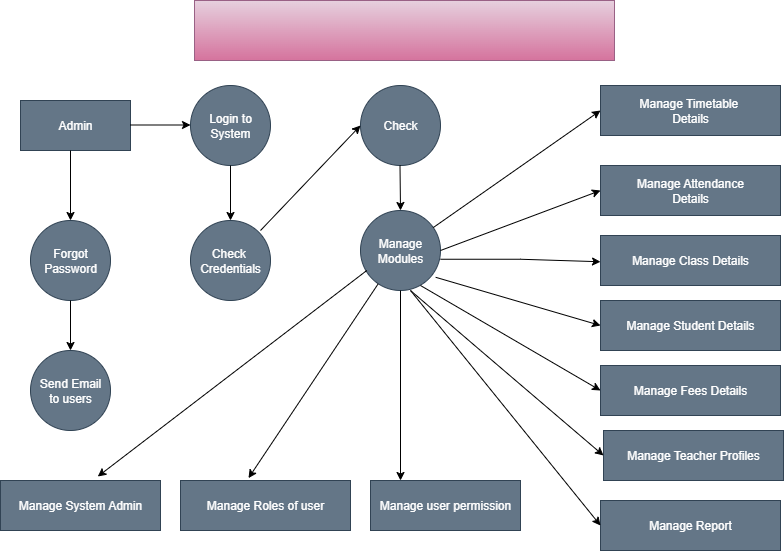 Admin
Login to
System
Check
Manage Timetable
Details
Manage Attendance
Details
Forgot
Password
Check
Credentials
Manage
Modules
Manage Class Details
Manage Student Details
Send Email
to users
Manage Fees Details
Manage Teacher Profiles
Manage System Admin
Manage Roles of user
Manage user permission
Manage Report